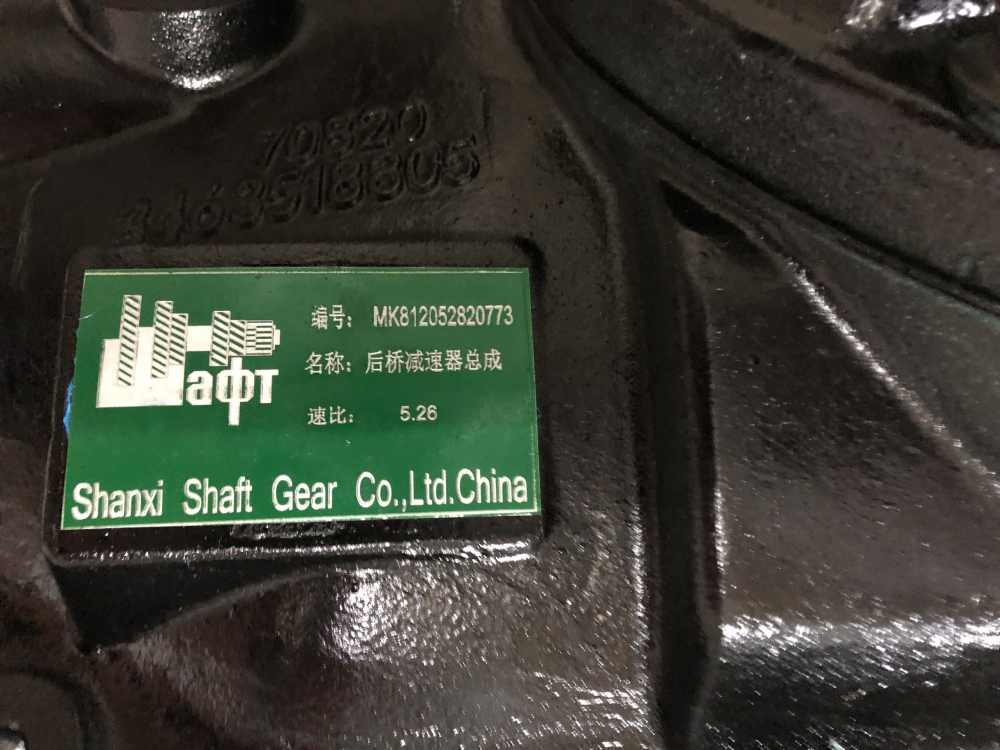 70820
3463518805
Шафт
编号: MK812052820773
名称: 后桥减速器总成
速比: 5.26
Shanxi Shaft Gear Co.,Ltd.China